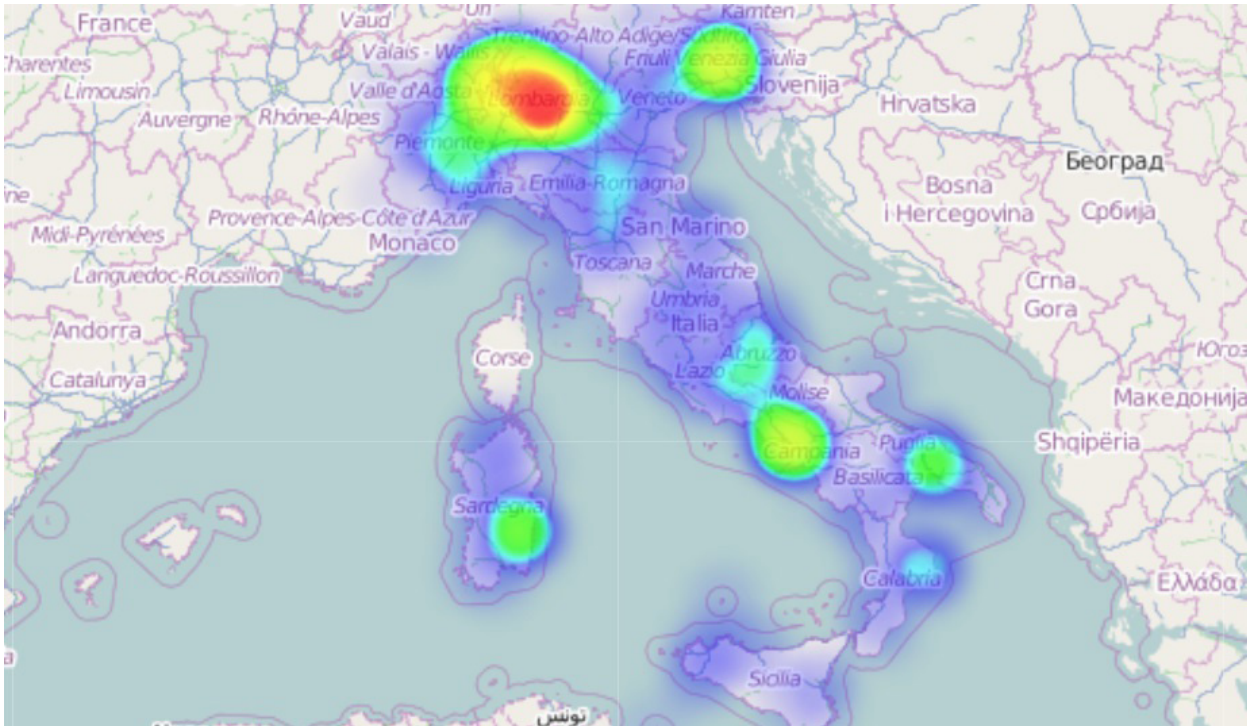 France
Vaud
Kärnten
Valais - Wallis
Trentino-Alto Adige/Südtirol
Charentes
Limousin
Valle d'Aosta
Lombardia
Veneto
Friuli Venezia Giulia
Slovenija
Auvergne
Rhône-Alpes
Hrvatska
Piemonte
Београд
Liguria
Emilia-Romagna
Bosna
i Hercegovina
Србија
Provence-Alpes-Côte d'Azur
Monaco
San Marino
Midi-Pyrénées
Languedoc-Roussillon
Toscana
Marche
Umbria
Italia
Crna
Gora
Andorra
Corse
Abruzzo
Lazio
Catalunya
Molise
Македонија
Campania
Puglia
Basilicata
Shqipëria
Sardegna
Calabria
Ελλάδα
Sicilia
تونس